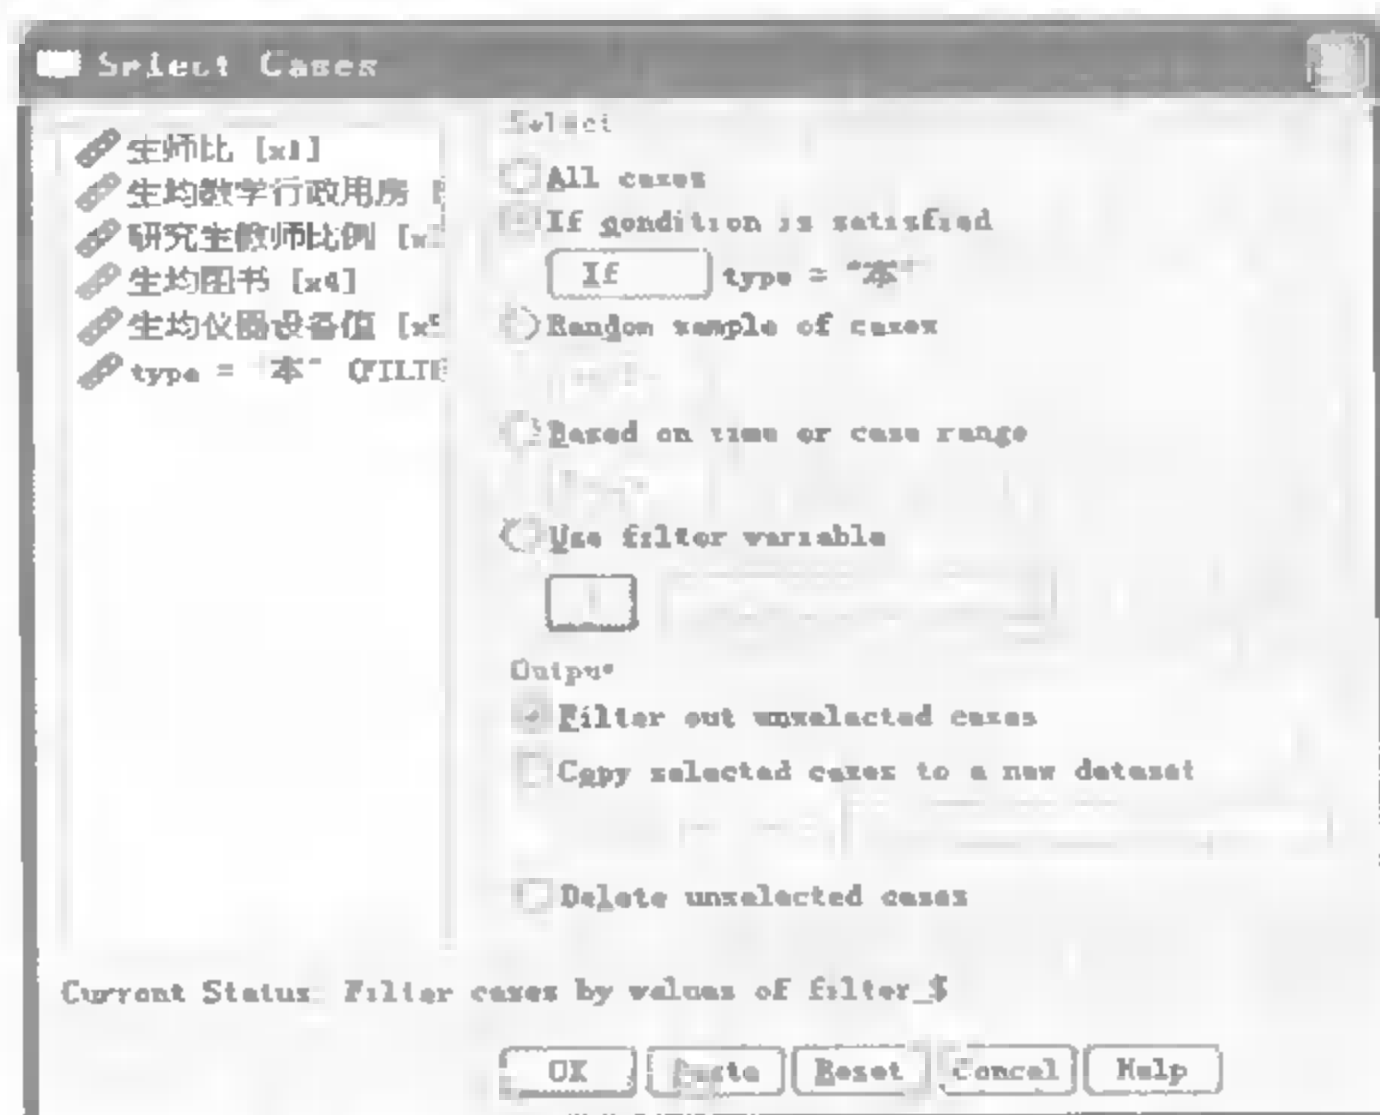 Select Cases
生师比 [x1]
生均教学行政用房
研究生教师比例
生均图书 [x4]
生均仪器设备值 [x5
type = "本" (FILTE
Select
All cases
If condition is satisfied
If
type = "本"
Random sample of cases
Based on time or case range
Use filter variable
Output
Filter out unselected cases
Copy selected cases to a new dataset
Delete unselected cases
Current Status: Filter cases by values of filter_$
OK Paste Reset Cancel Help